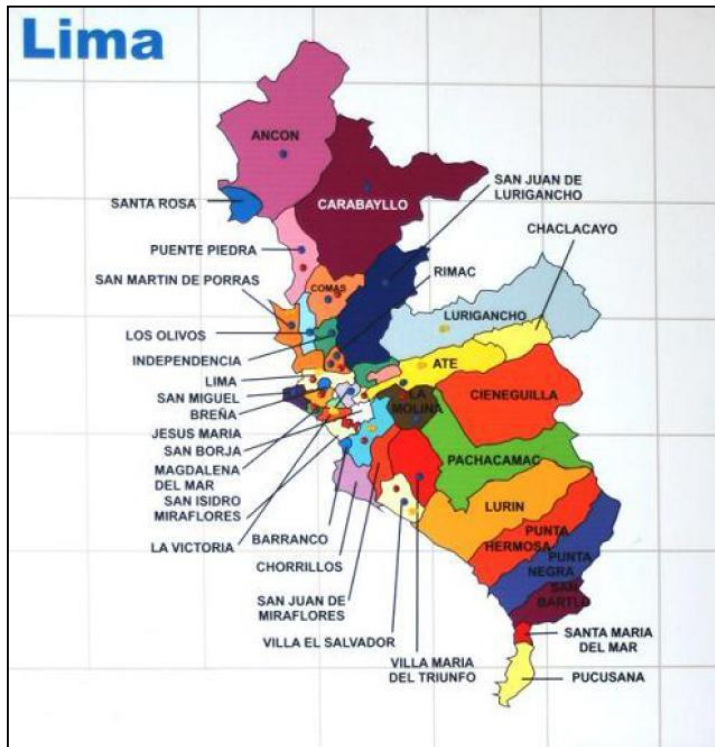 Lima
ANCON
SANTA ROSA
CARABAYLLO
SAN JUAN DE
LURIGANCHO
CHACLACAYO
PUENTE PIEDRA
RIMAC
SAN MARTIN DE PORRAS
COMAS
LURIGANCHO
LOS OLIVOS
INDEPENDENCIA
ATE
LIMA
CIENEGUILLA
SAN MIGUEL
LA
MOLINA
BREÑA
JESUS MARIA
SAN BORJA
PACHACAMAC
MAGDALENA
DEL MAR
SAN ISIDRO
MIRAFLORES
LURIN
LA VICTORIA
BARRANCO
PUNTA
HERMOSA
CHORRILLOS
PUNTA
NEGRA
SAN
BARTLO
SAN JUAN DE
MIRAFLORES
VILLA EL SALVADOR
SANTA MARIA
DEL MAR
VILLA MARIA
DEL TRIUNFO
PUCUSANA